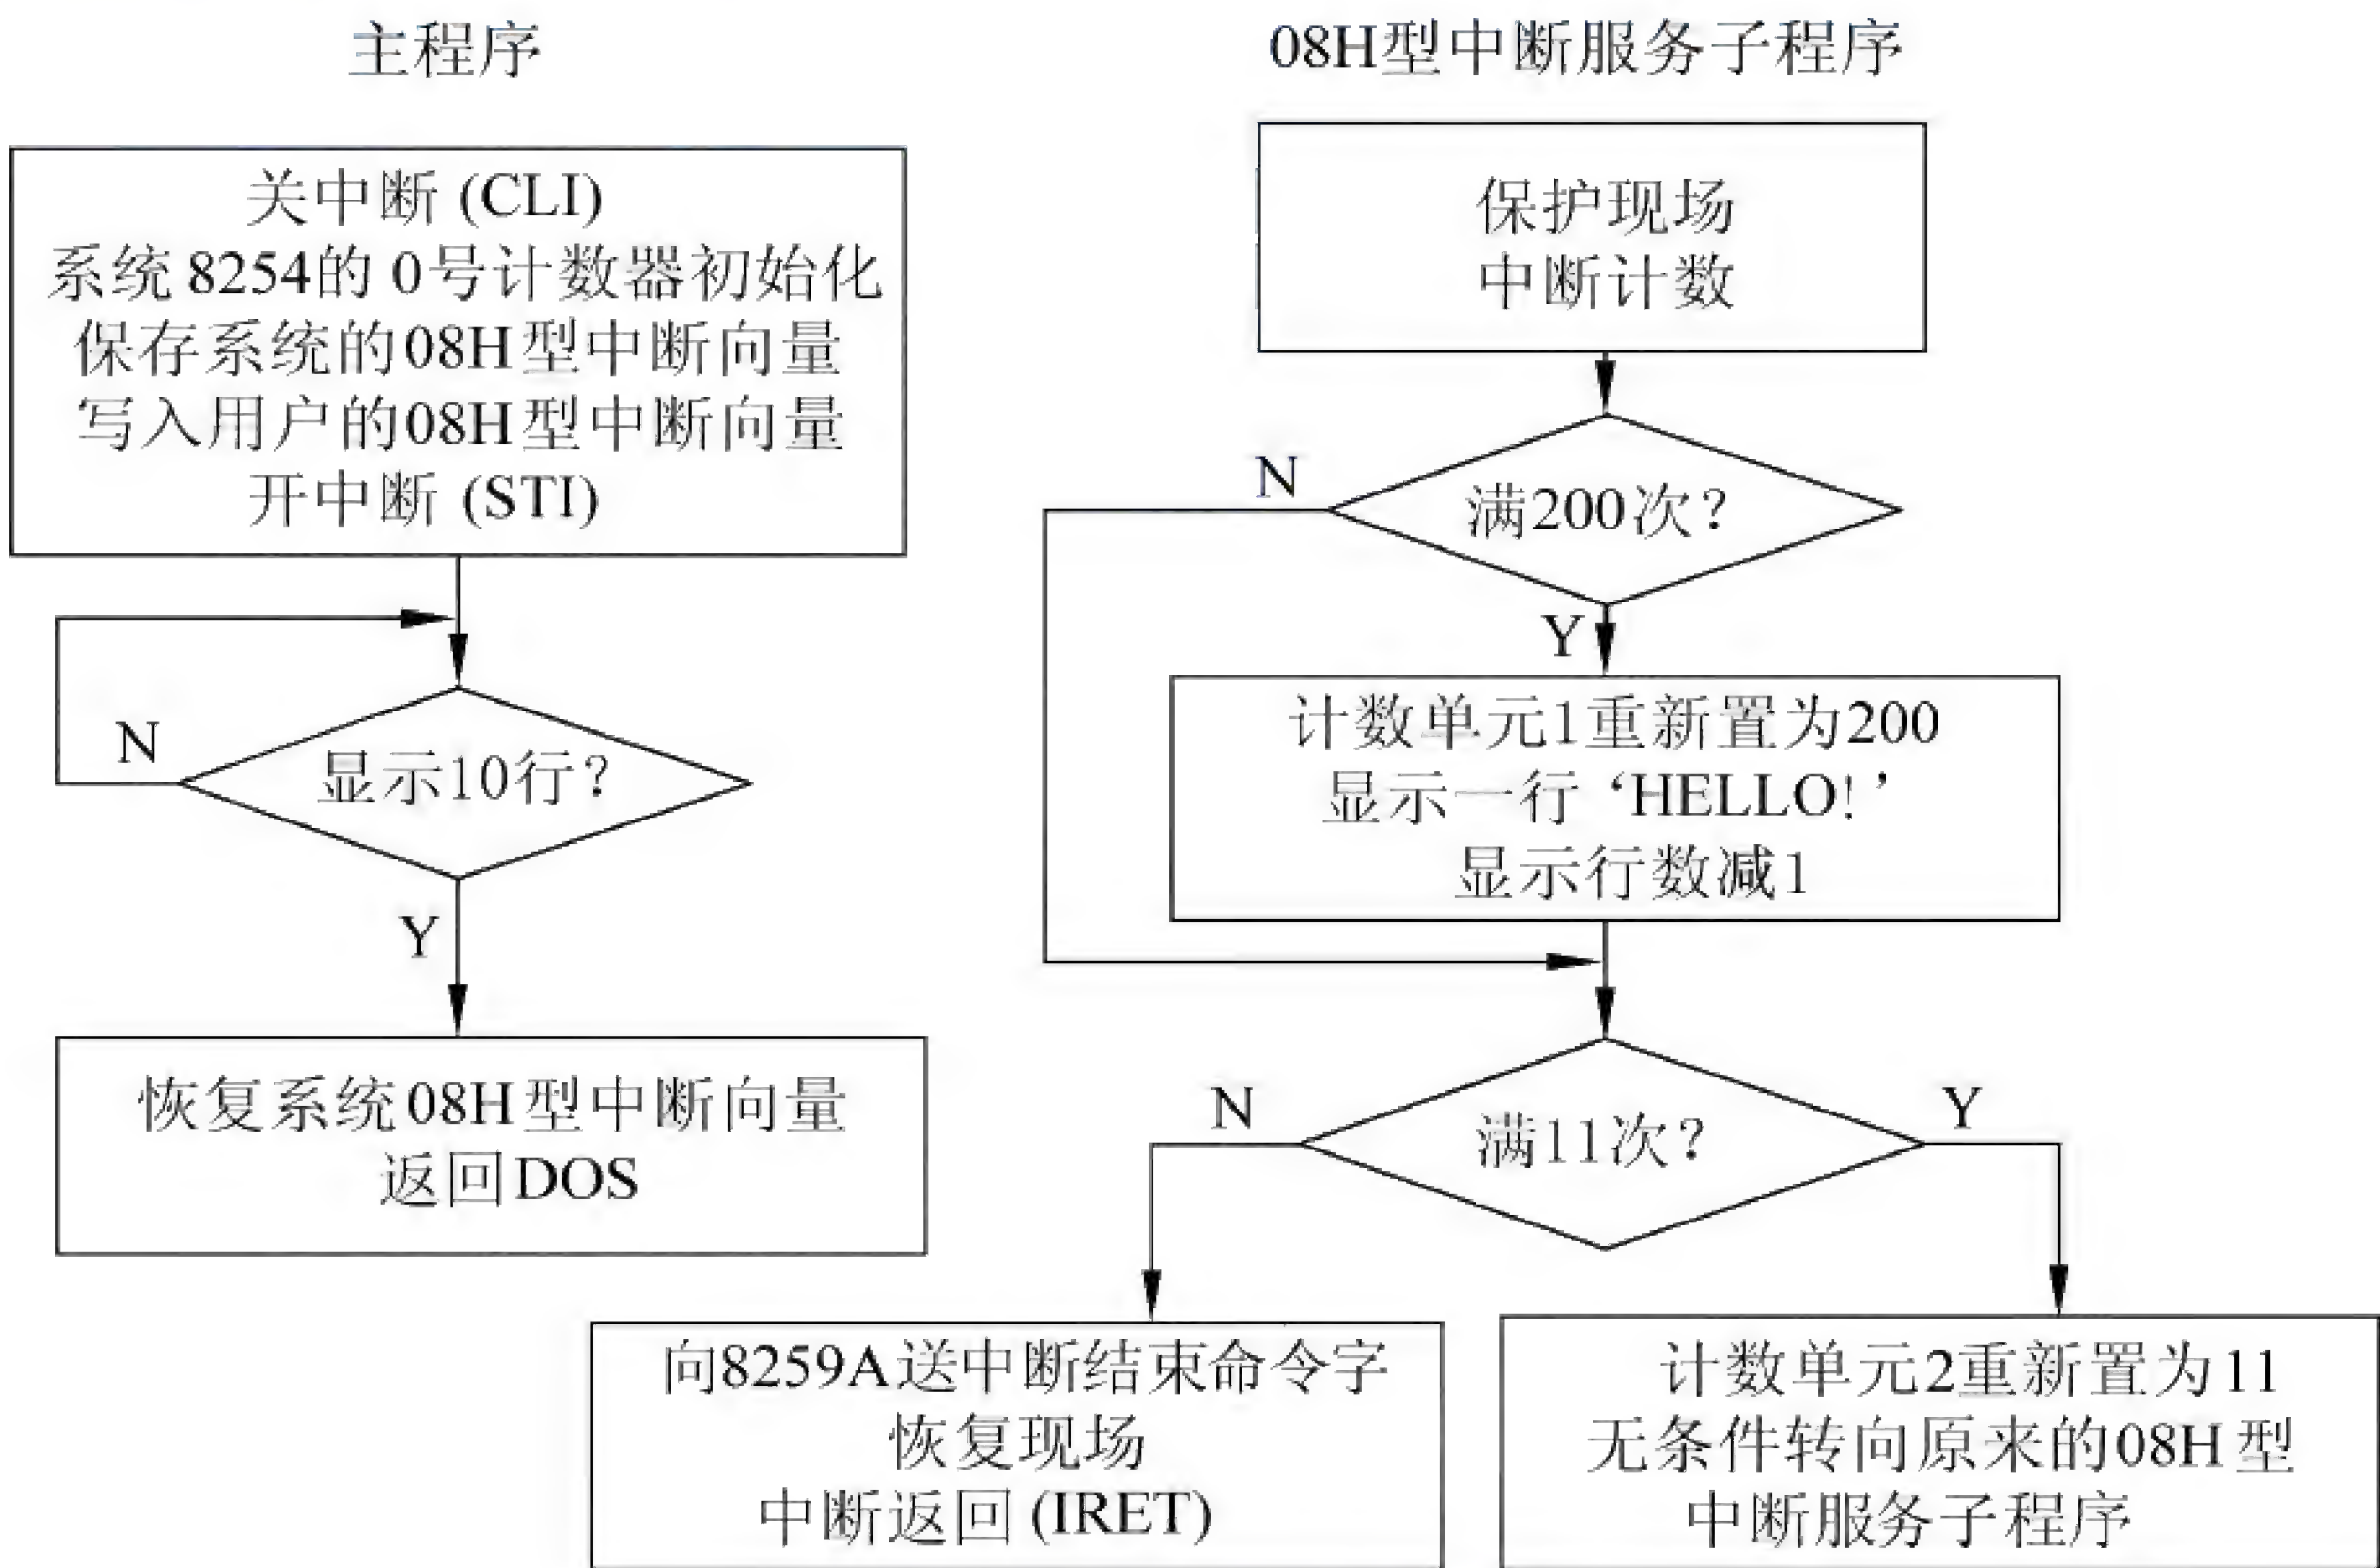 主程序
关中断 (CLI)
系统8254的 0号计数器初始化
保存系统的08H型中断向量
写入用户的08H型中断向量
开中断 (STI)
N
显示10行?
Y
恢复系统08H型中断向量
返回DOS
08H型中断服务子程序
保护现场
中断计数
N
满200次?
Y
计数单元1重新置为200
显示一行 ‘HELLO! ’
显示行数减1
N
满11次?
Y
向8259A送中断结束命令字
恢复现场
中断返回 (IRET)
计数单元2重新置为11
无条件转向原来的08H 型
中断服务子程序